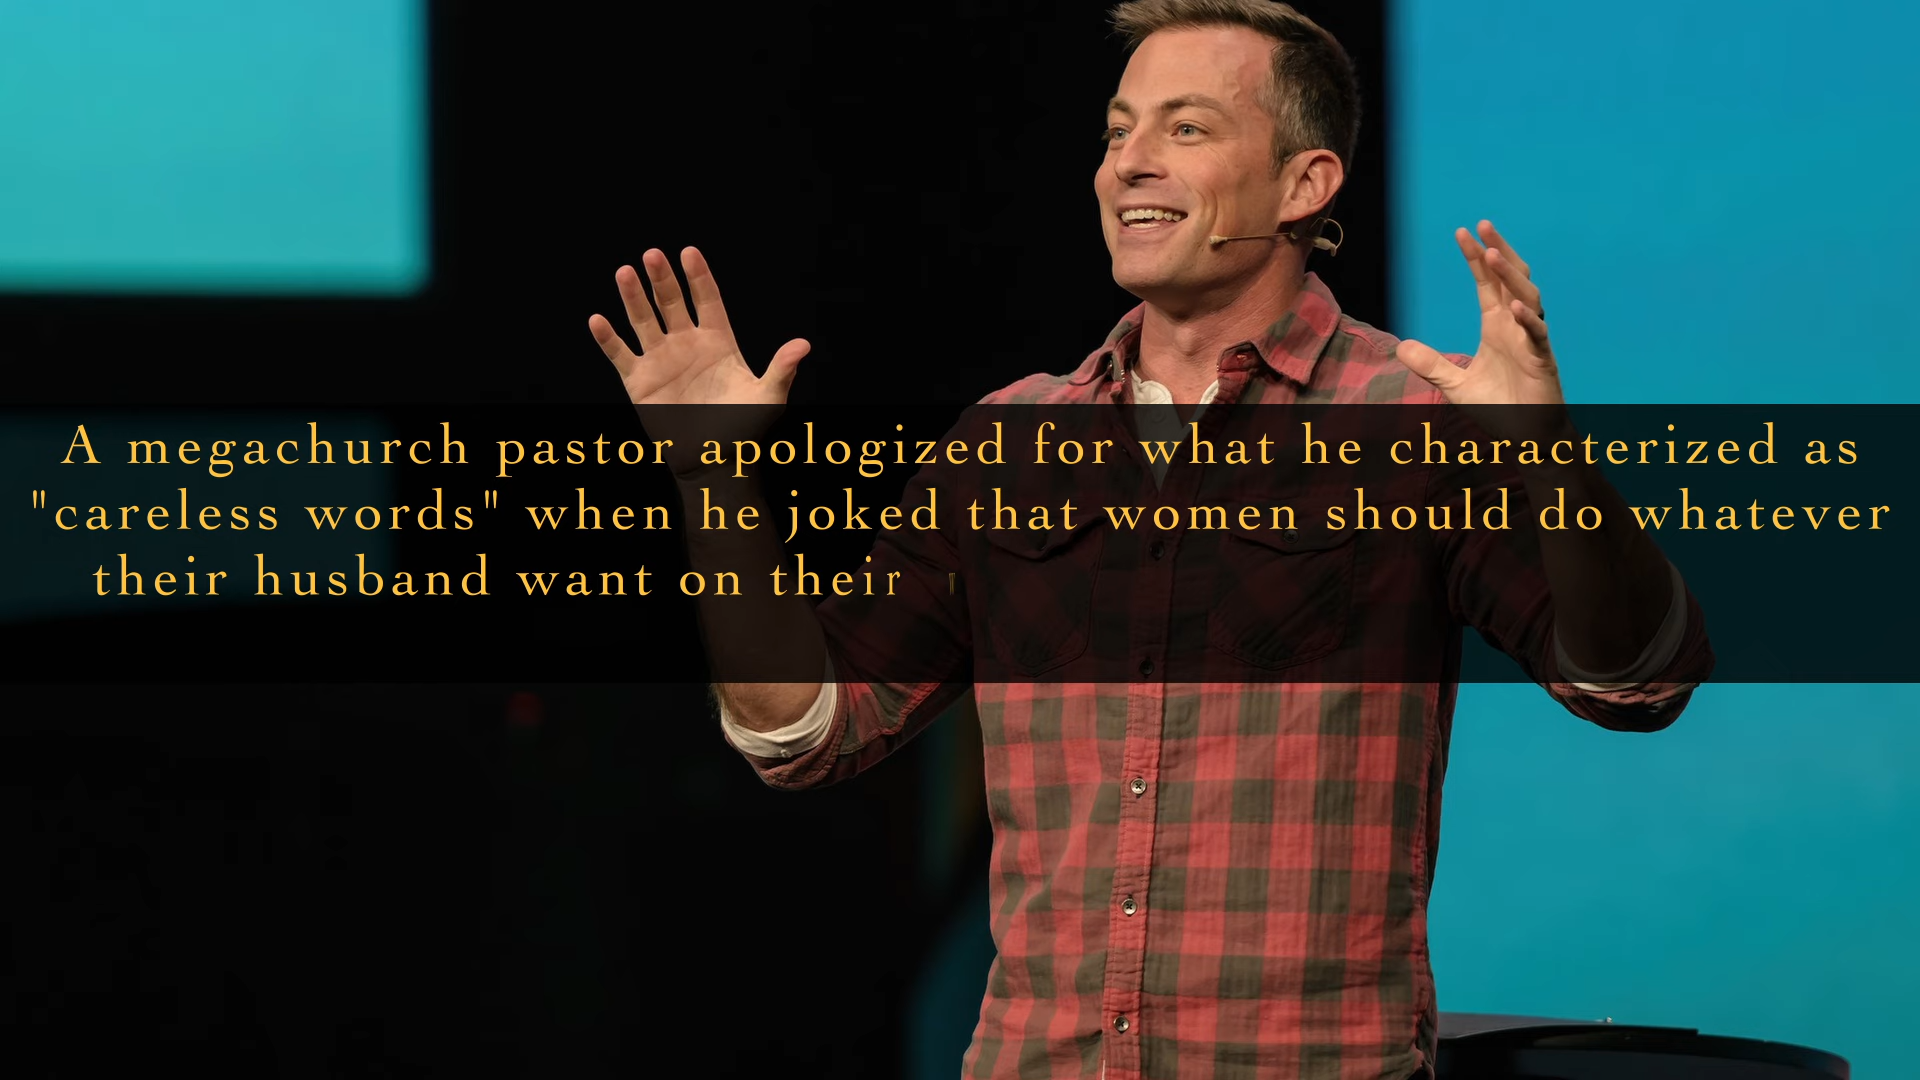 A megachurch pastor apologized for what he characterized as
"careless words" when he joked that women should do whatever
their husband want on their